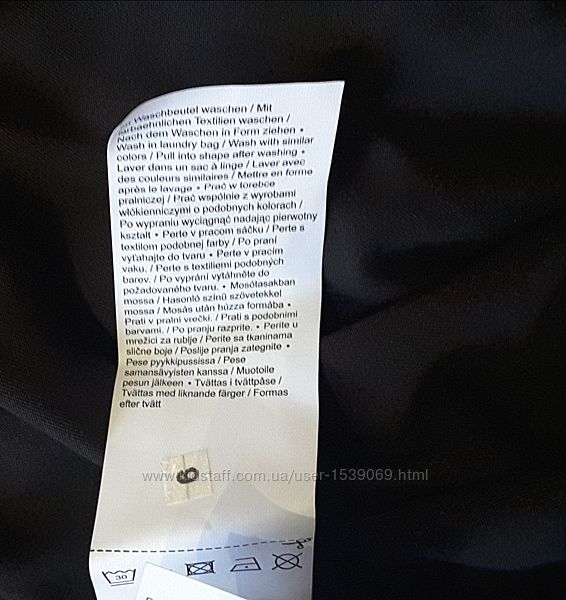 Waschbeutel waschen / Mit
farbaehnlichen Textilien waschen /
Nach dem Waschen in Form ziehen •
Wash in laundry bag / Wash with similar
colors / Pull into shape after washing •
Laver dans un sac à linge / Laver avec
des couleurs similaires / Mettre en forme
après le lavage • Prać w torebce
pralniczej / Prać wspólnie z wyrobami
włókienniczymi o podobnych kolorach /
Po wypraniu wyciągnąć nadając pierwotny
kształt • Perte v pracom sáčku / Perte s
textilom podobnej farby / Po praní
vyťahajte do tvaru • Perte v pracím
vaku. / Perte s textiliemi podobných
barev. / Po vyprání vytáhněte do
požadovaného tvaru. • Mosótasakban
mossa / Hasonló színű szövetekkel
mossa / Mosás után húzza formába •
Prati v pralni vrečki. / Prati s podobnimi
barvami. / Po pranju razprite. • Perite u
mrežici za rublje / Perite sa tkaninama
slične boje / Poslije pranja zategnite •
Pese pyykkipussissa / Pese
samansävyisten kanssa / Muotoile
pesun jälkeen • Tvättas i tvättpåse /
Tvättas med liknande färger / Formas
efter tvätt
www.kidstaff.com.ua/user-1539069.html
30